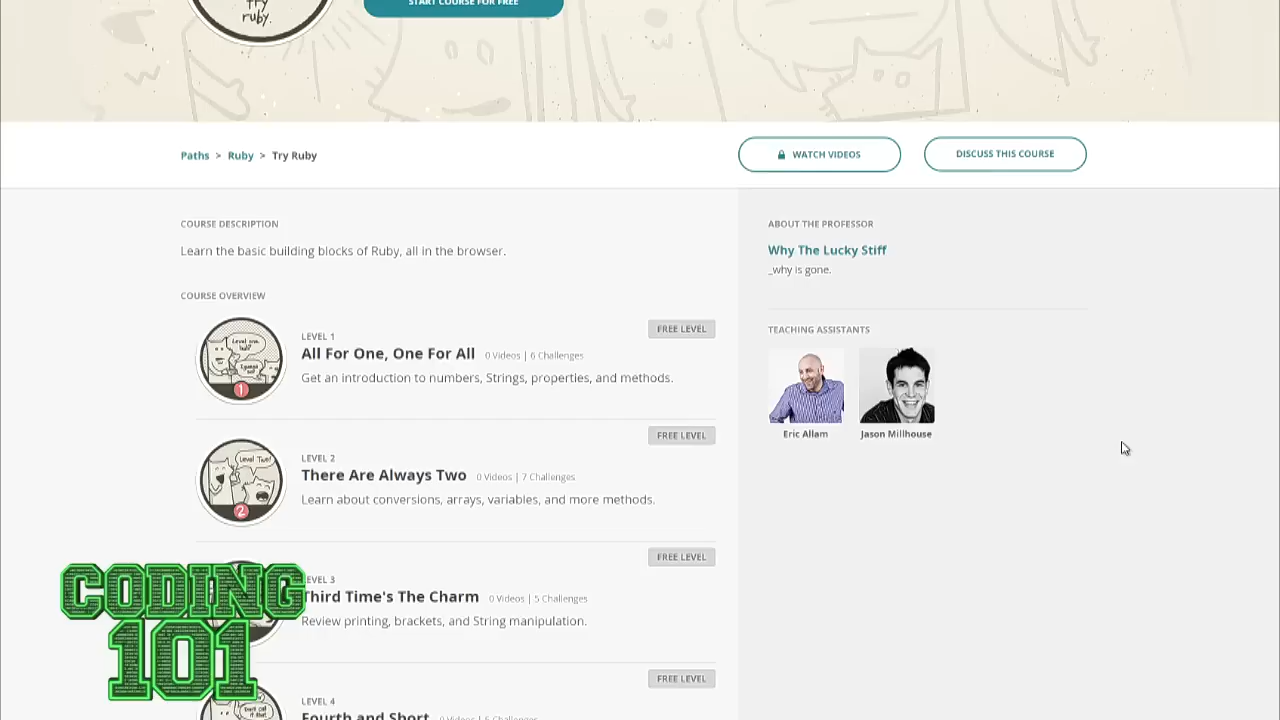 try
ruby.
START COURSE FOR FREE
Paths > Ruby > Try Ruby
WATCH VIDEOS
DISCUSS THIS COURSE
COURSE DESCRIPTION
Learn the basic building blocks of Ruby, all in the browser.
COURSE OVERVIEW
FREE LEVEL
LEVEL 1
All For One, One For All 0 Videos | 6 Challenges
Get an introduction to numbers, Strings, properties, and methods.
1
FREE LEVEL
LEVEL 2
There Are Always Two 0 Videos | 7 Challenges
Learn about conversions, arrays, variables, and more methods.
Level Two!
2
FREE LEVEL
EVEL 3
Third Time's The Charm 0 Videos | 5 Challenges
Review printing, brackets, and String manipulation.
FREE LEVEL
LEVEL 4
Fourth and Short
ABOUT THE PROFESSOR
Why The Lucky Stiff
_why is gone.
TEACHING ASSISTANTS
Eric Allam
Jason Millhouse
CODING
101